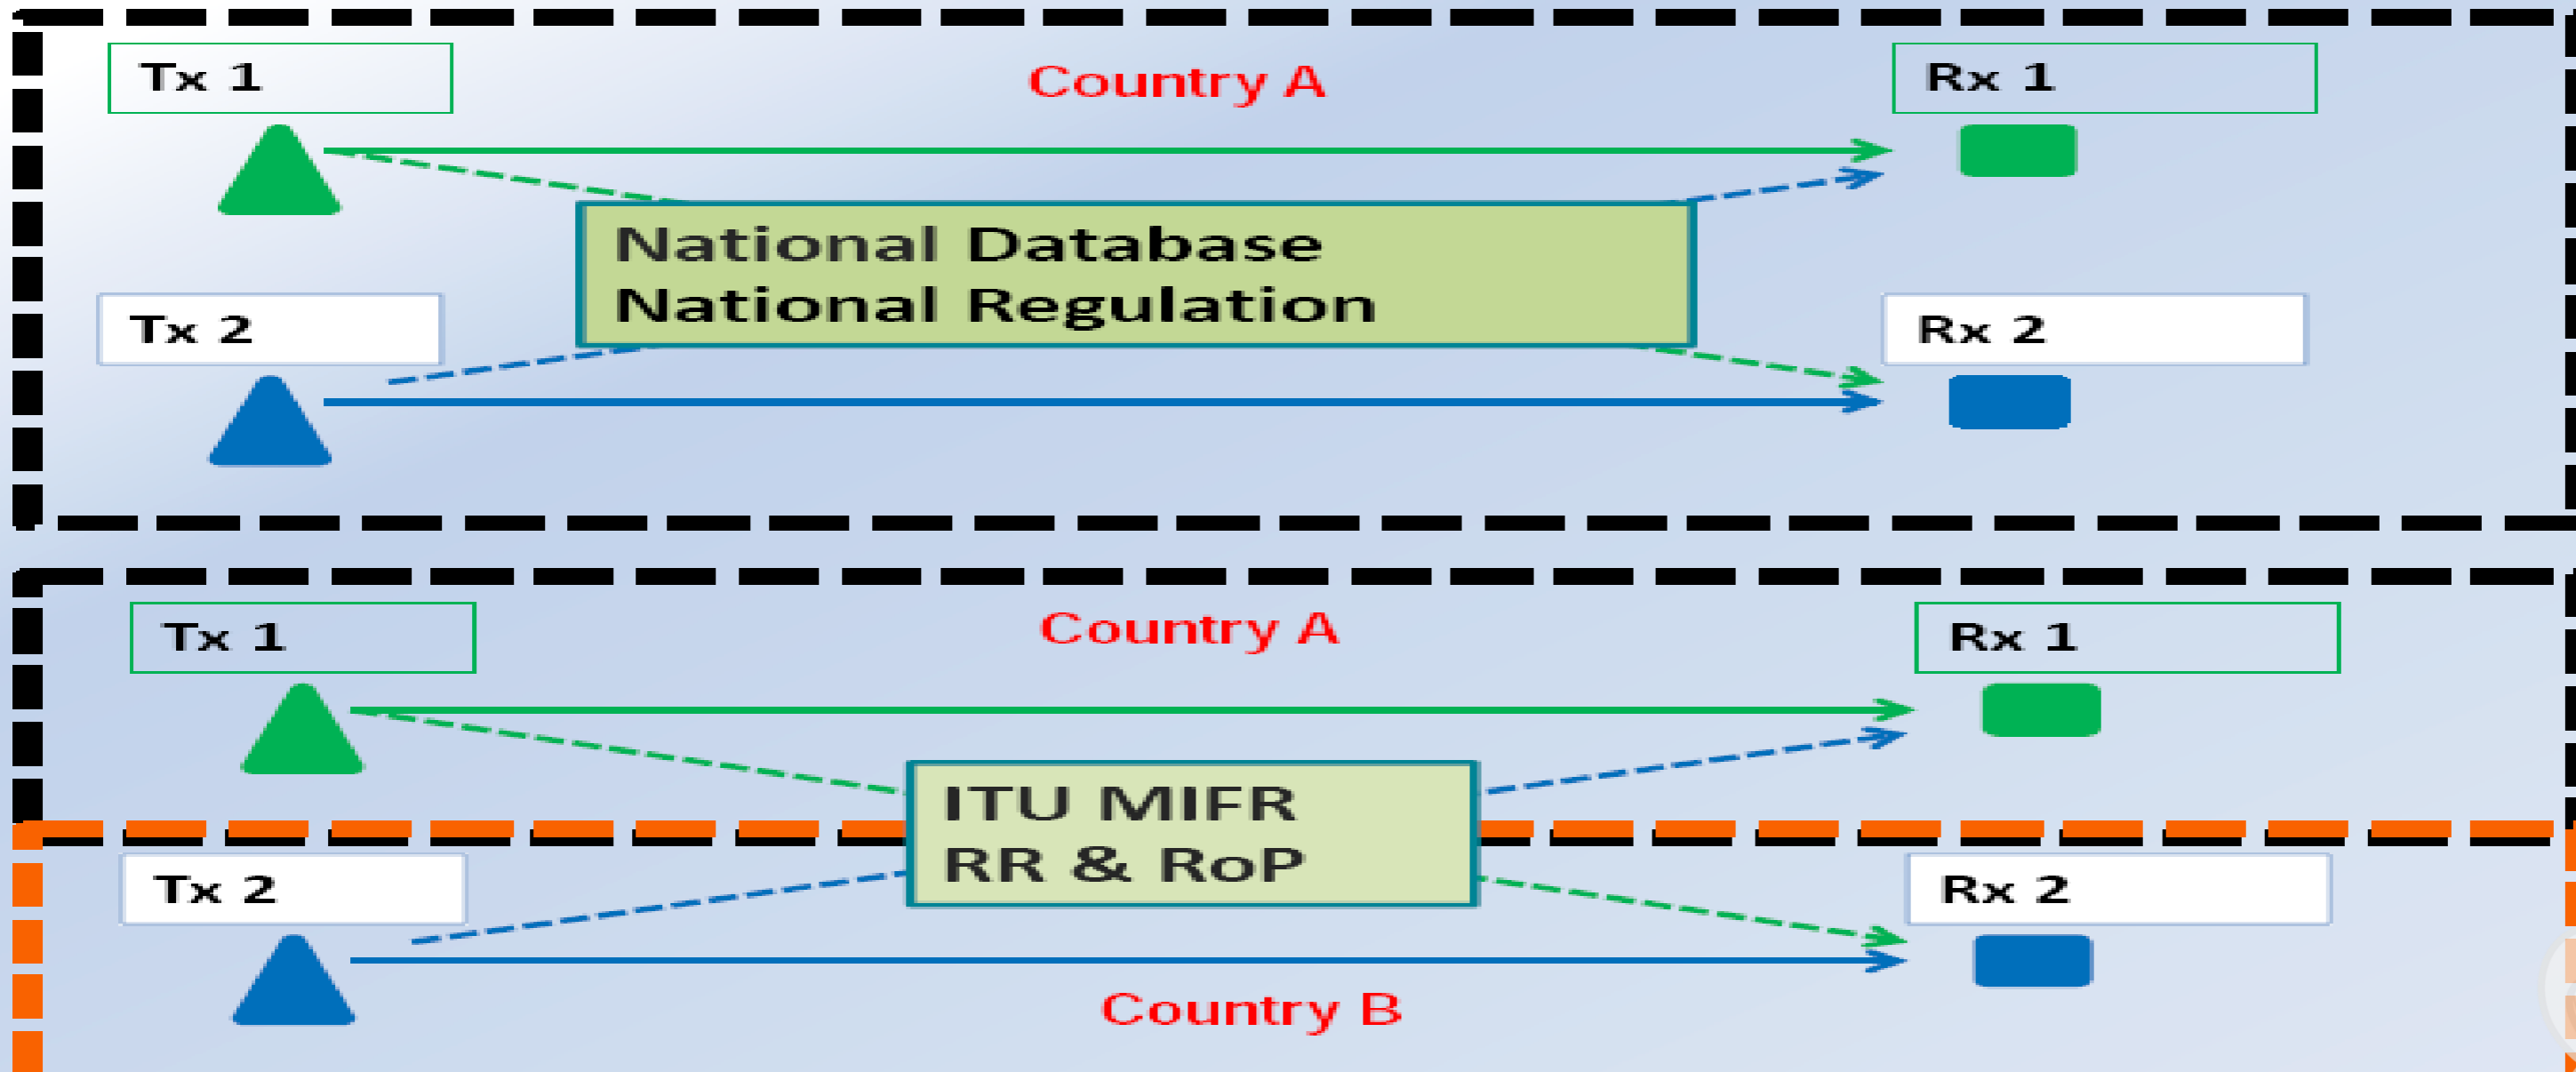 Tx 1
Country A
Rx 1
National Database
National Regulation
Tx 2
Rx 2
Tx 1
Country A
Rx 1
ITU MIFR
RR & RoP
Tx 2
Rx 2
Country B